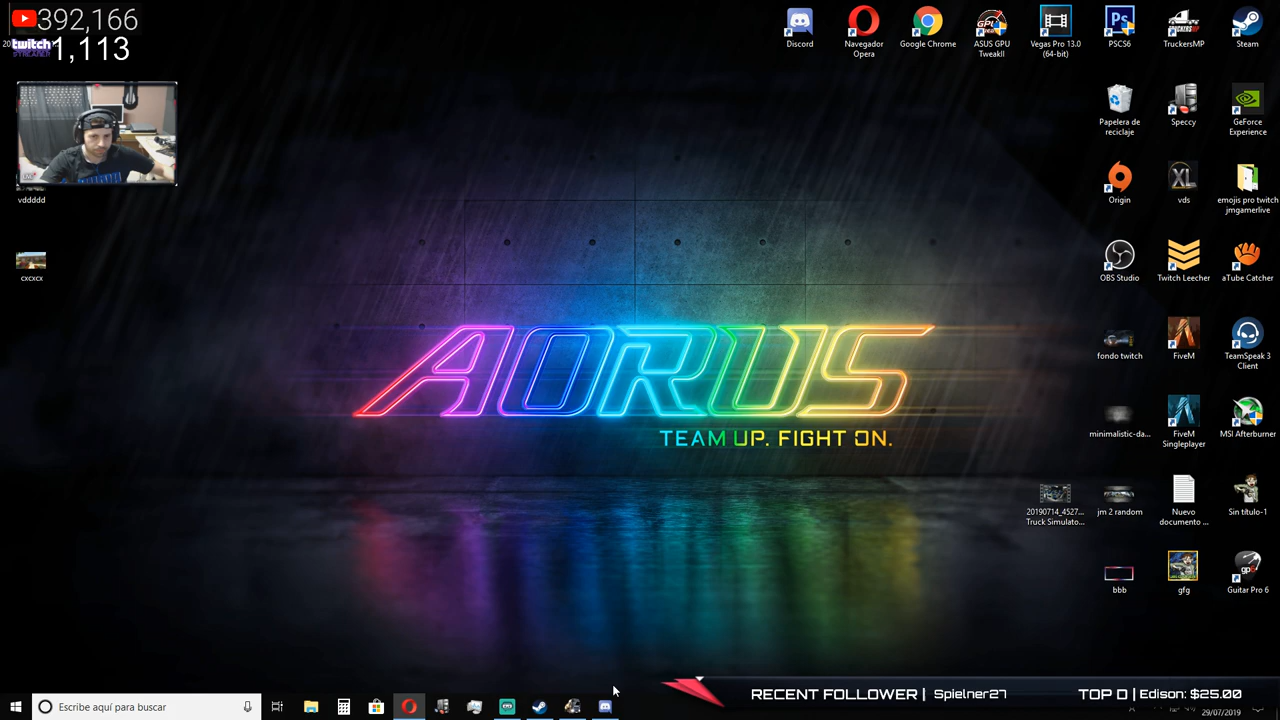 392,166
twitch
1,113
vddddd
cxcxcx
Discord
Navegador
Opera
Google Chrome
ASUS GPU
TweakII
Vegas Pro 13.0
(64-bit)
PSCS6
TruckersMP
Steam
Papelera de
reciclaje
Speccy
GeForce
Experience
Origin
vds
emojis pro twitch
jmgamerlive
OBS Studio
Twitch Leecher
aTube Catcher
fondo twitch
FiveM
TeamSpeak 3
Client
minimalistic-da...
FiveM
Singleplayer
MSI Afterburner
20190714_4527...
Truck Simulato...
jm 2 random
Nuevo
documento ...
Sin título-1
bbb
gfg
Guitar Pro 6
AORUS
TEAM UP. FIGHT ON.
RECENT FOLLOWER | Spielner27
TOP D | Edison: $25.00
Escribe aquí para buscar
29/07/2019